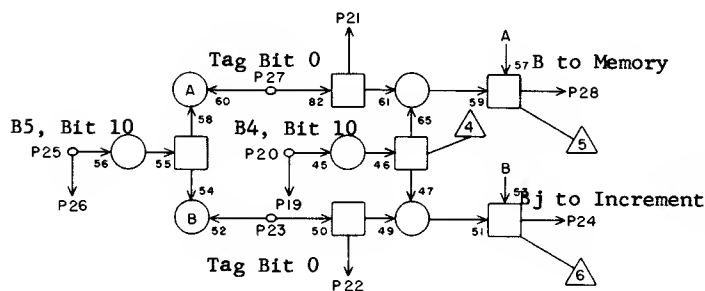 P21
Tag Bit 0
P27
A
57
B to Memory
A
60
82
61
59
P28
58
65
4
5
B5, Bit 10
B4, Bit 10
P25
56
55
P20
45
46
54
47
B
53
Bj to Increment
P26
P19
B
52
P23
50
49
51
P24
Tag Bit 0
P22
6